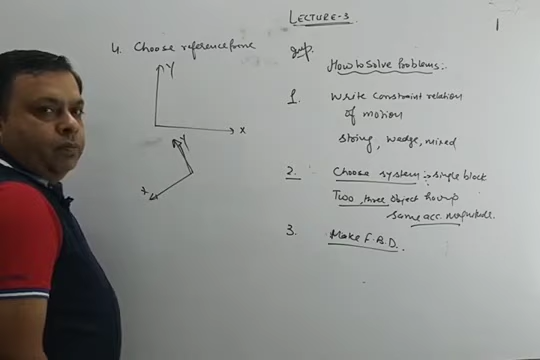 LECTURE-3
Imp.
How to solve Problems:.
1. Write constraint relation
of motion
string, wedge, mixed
2. Choose system :- single block
Two, three object having
same acc. magnitude.
3. Make F.B.D.
4. Choose reference frame
Y
X
Y
X